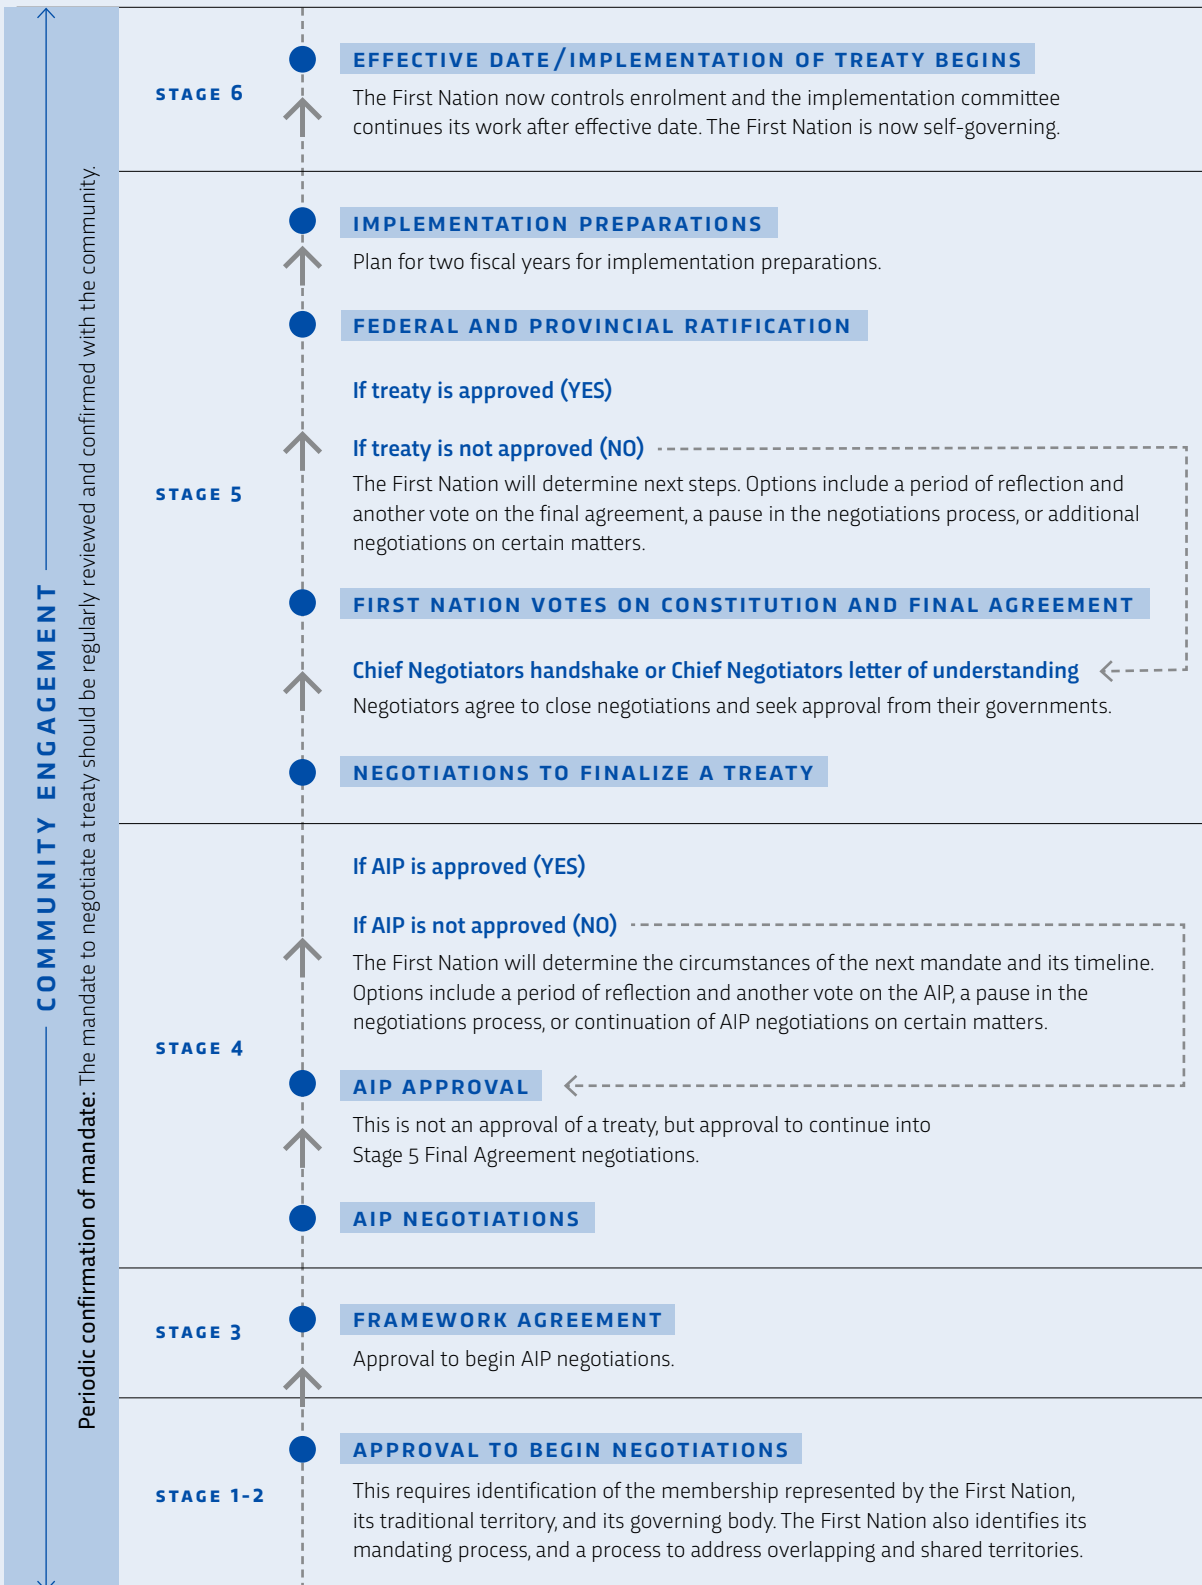 COMMUNITY ENGAGEMENT
Periodic confirmation of mandate: The mandate to negotiate a treaty should be regularly reviewed and confirmed with the community.
STAGE 6
EFFECTIVE DATE/IMPLEMENTATION OF TREATY BEGINS
The First Nation now controls enrolment and the implementation committee
continues its work after effective date. The First Nation is now self-governing.
STAGE 5
IMPLEMENTATION PREPARATIONS
Plan for two fiscal years for implementation preparations.
FEDERAL AND PROVINCIAL RATIFICATION
If treaty is approved (YES)
If treaty is not approved (NO)
The First Nation will determine next steps. Options include a period of reflection and
another vote on the final agreement, a pause in the negotiations process, or additional
negotiations on certain matters.
FIRST NATION VOTES ON CONSTITUTION AND FINAL AGREEMENT
Chief Negotiators handshake or Chief Negotiators letter of understanding
Negotiators agree to close negotiations and seek approval from their governments.
NEGOTIATIONS TO FINALIZE A TREATY
STAGE 4
If AIP is approved (YES)
If AIP is not approved (NO)
The First Nation will determine the circumstances of the next mandate and its timeline.
Options include a period of reflection and another vote on the AIP, a pause in the
negotiations process, or continuation of AIP negotiations on certain matters.
AIP APPROVAL
This is not an approval of a treaty, but approval to continue into
Stage 5 Final Agreement negotiations.
AIP NEGOTIATIONS
STAGE 3
FRAMEWORK AGREEMENT
Approval to begin AIP negotiations.
STAGE 1-2
APPROVAL TO BEGIN NEGOTIATIONS
This requires identification of the membership represented by the First Nation,
its traditional territory, and its governing body. The First Nation also identifies its
mandating process, and a process to address overlapping and shared territories.